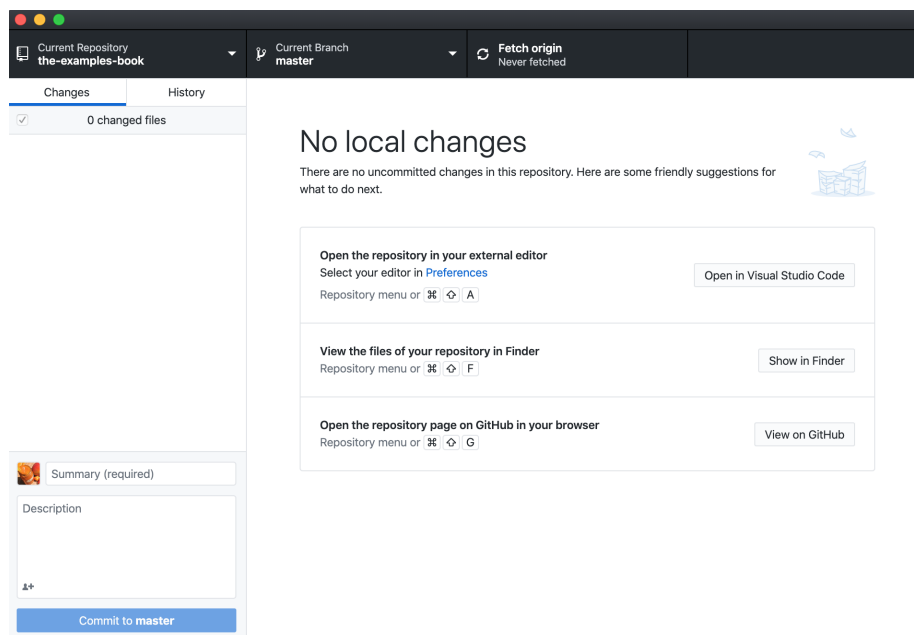 Current Repository
the-examples-book
Current Branch
master
Fetch origin
Never fetched
Changes
History
0 changed files
No local changes
There are no uncommitted changes in this repository. Here are some friendly suggestions for
what to do next.
Open the repository in your external editor
Select your editor in Preferences
Repository menu or ⌘ ⇧ A
Open in Visual Studio Code
View the files of your repository in Finder
Repository menu or ⌘ ⇧ F
Show in Finder
Open the repository page on GitHub in your browser
Repository menu or ⌘ ⇧ G
View on GitHub
Summary (required)
Description
Commit to master